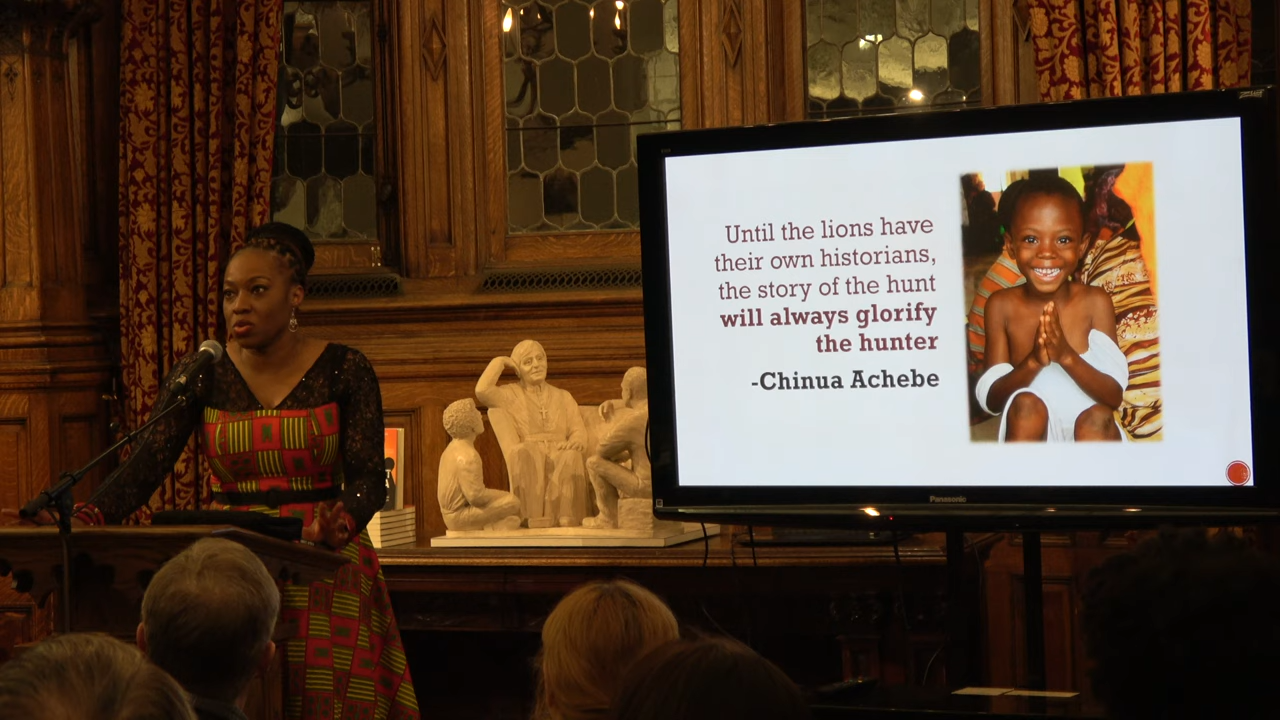 Until the lions have
their own historians,
the story of the hunt
will always glorify
the hunter
-Chinua Achebe
Panasonic